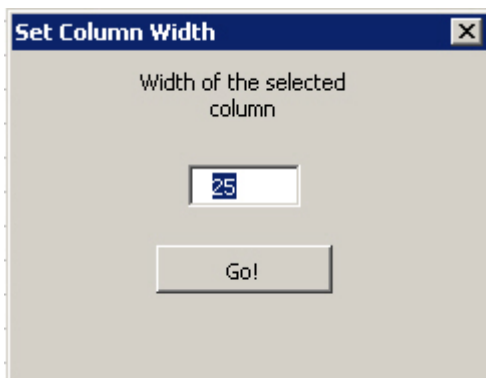 Set Column Width
Width of the selected
column
25
Go!